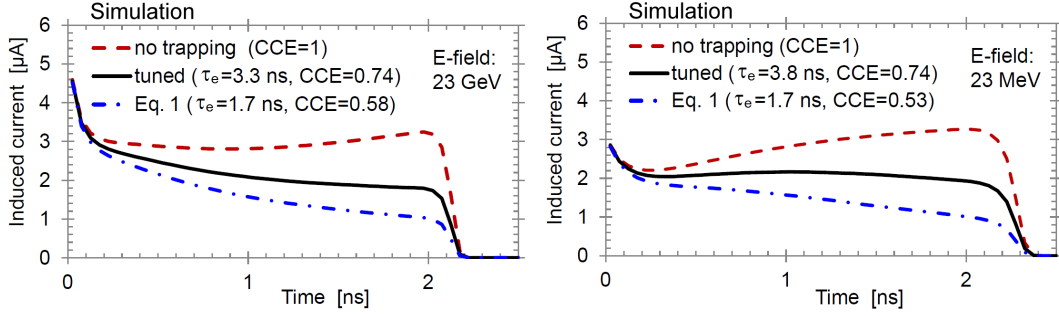 Simulation
Induced current [µA]
5
4
3
2
1
0
no trapping (CCE=1)
tuned ( τe=3.3 ns, CCE=0.74)
Eq. 1 ( τe=1.7 ns, CCE=0.58)
E-field:
23 GeV
0
1
2
Time [ns]
Simulation
Induced current [µA]
6
5
4
3
2
1
0
no trapping (CCE=1)
tuned ( τe=3.8 ns, CCE=0.74)
Eq. 1 ( τe=1.7 ns, CCE=0.53)
E-field:
23 MeV
0
1
2
Time [ns]